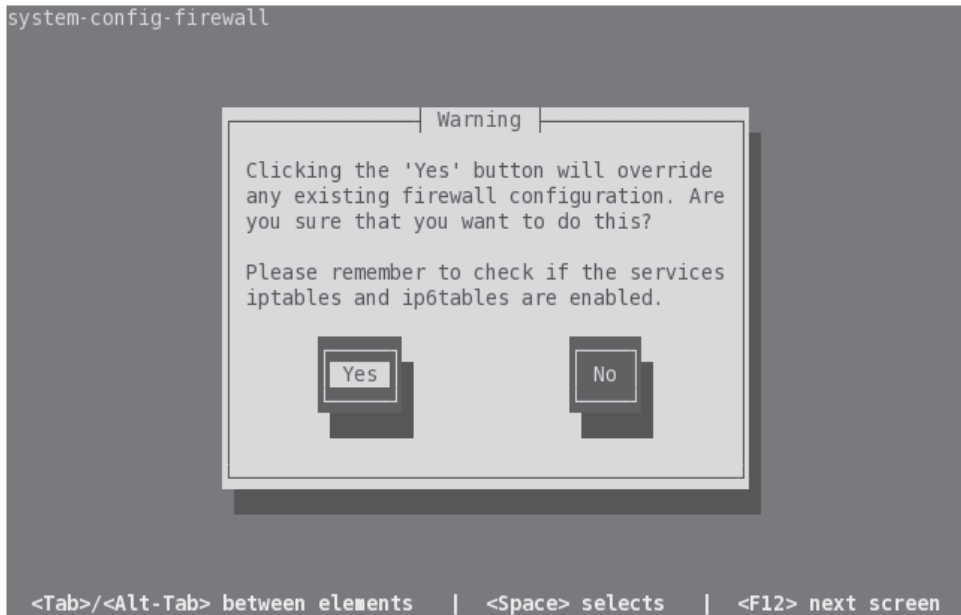 system-config-firewall
Warning
Clicking the 'Yes' button will override
any existing firewall configuration. Are
you sure that you want to do this?
Please remember to check if the services
iptables and ip6tables are enabled.
Yes No
<Tab>/<Alt-Tab> between elements | <Space> selects | <F12> next screen